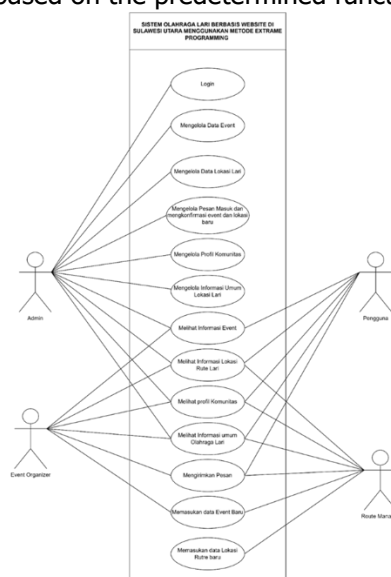 based on the predetermined func
SISTEM OLAHRAGA LARI BERBASIS WEBSITE DI
SULAWESI UTARA MENGGUNAKAN METODE EXTRAME
PROGRAMMING
Login
Mengelola Data Event
Mengelola Data Lokasi Lari
Mengelola Pesan Masuk dan
mengkonfirmasi event dan lokasi
baru
Mengelola Profil Komunitas
Mengelola Informasi Umum
Lokasi Lari
Admin
Pengguna
Melihat Informasi Event
Melihat Informasi Lokasi
Rute Lari
Melihat profil Komunitas
Melihat Informasi umum
Olahraga Lari
Event Organizer
Mengirimkan Pesan
Route Mana
Memasukan data Event Baru
Memasukan data Lokasi
Rutre baru